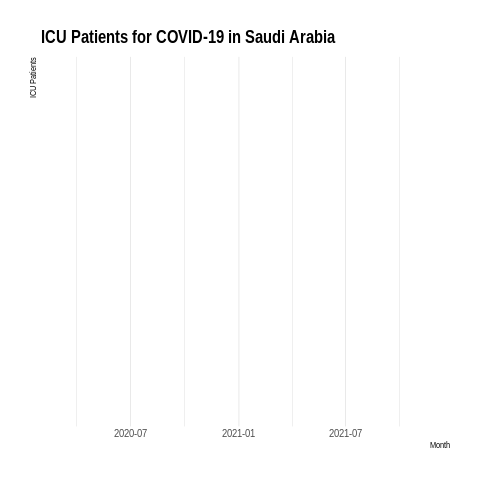 ICU Patients for COVID-19 in Saudi Arabia
ICU Patients
2020-07
2021-01
2021-07
Month